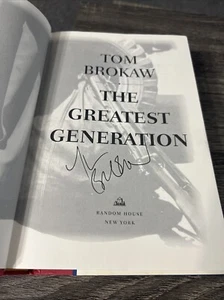 TOM
BROKAW
THE
GREATEST
GENERATION
RANDOM HOUSE
NEW YORK